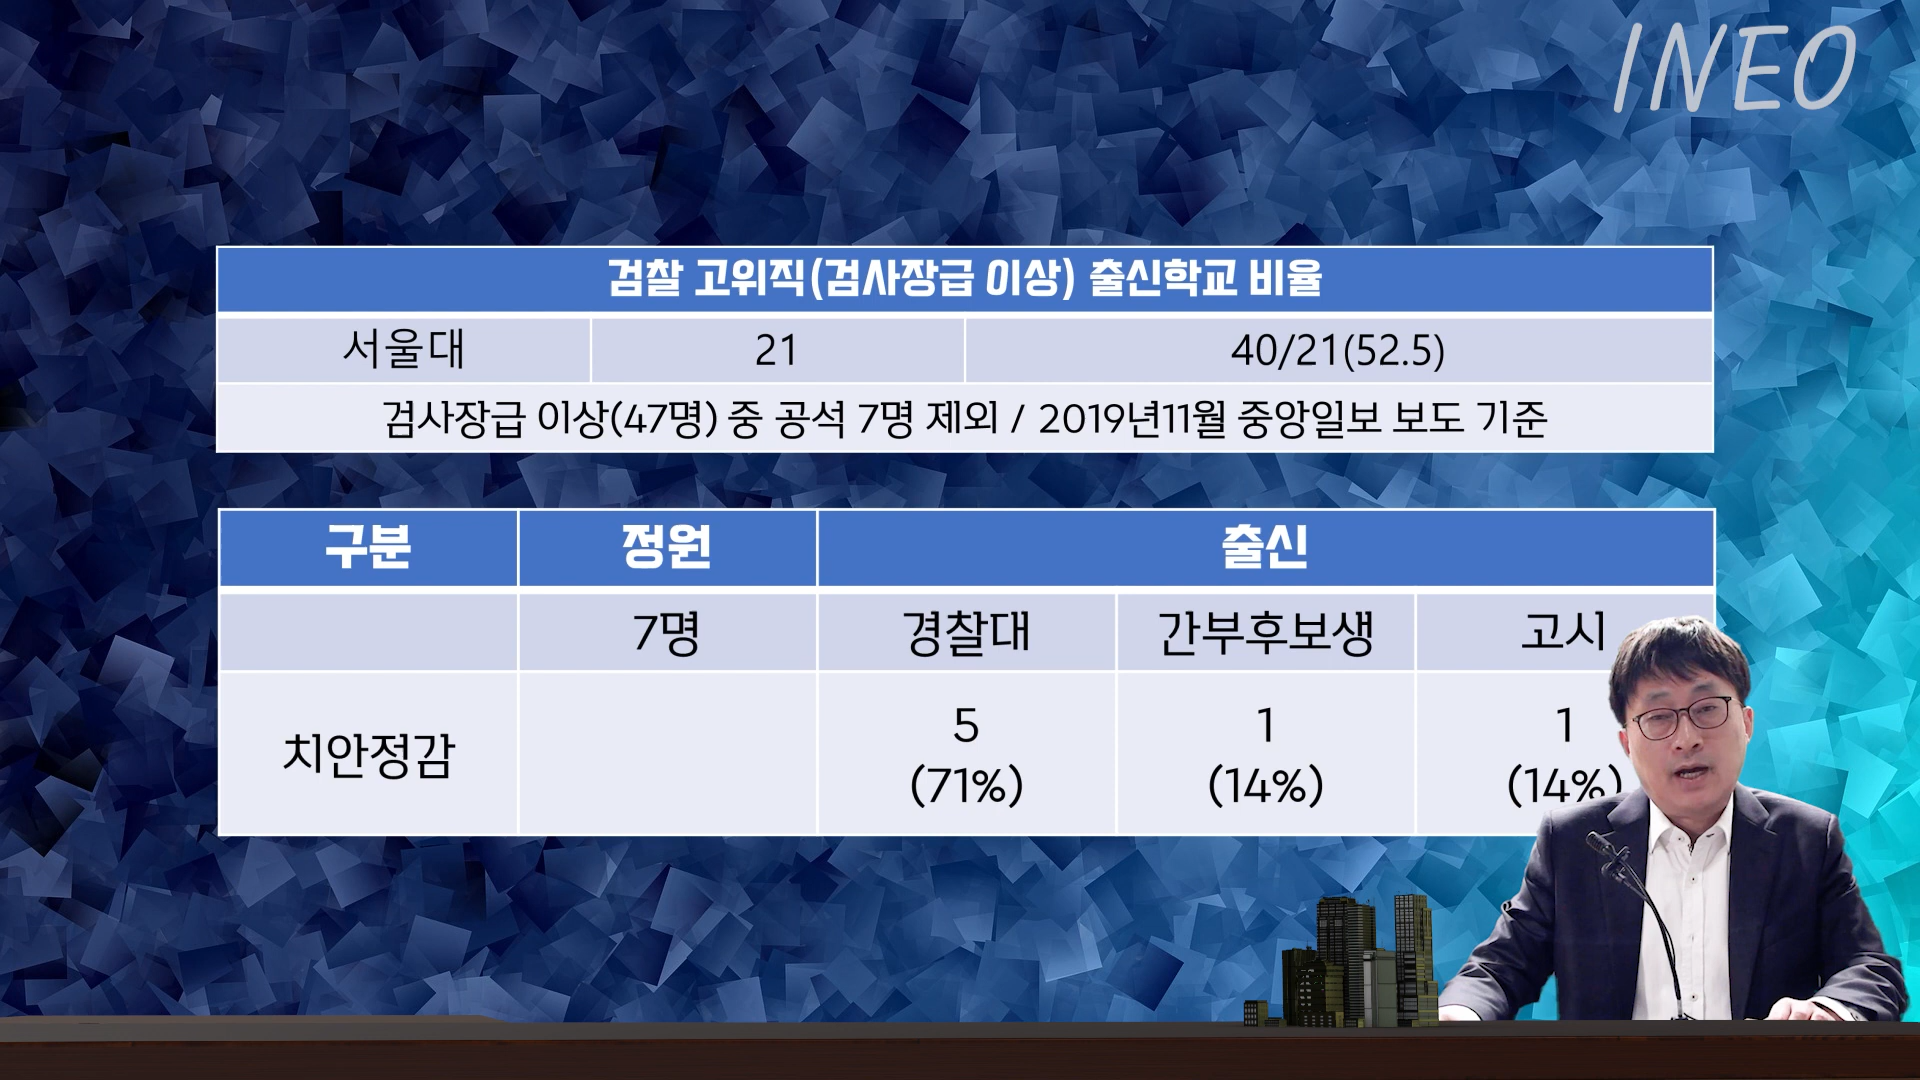 INEO
검찰 고위직(검사장급 이상) 출신학교 비율
서울대 21 40/21(52.5)
검사장급 이상(47명) 중 공석 7명 제외 / 2019년11월 중앙일보 보도 기준
구분 정원 출신
7명 경찰대 간부후보생 고시
5 1 1
치안정감
(71%) (14%) (14%)